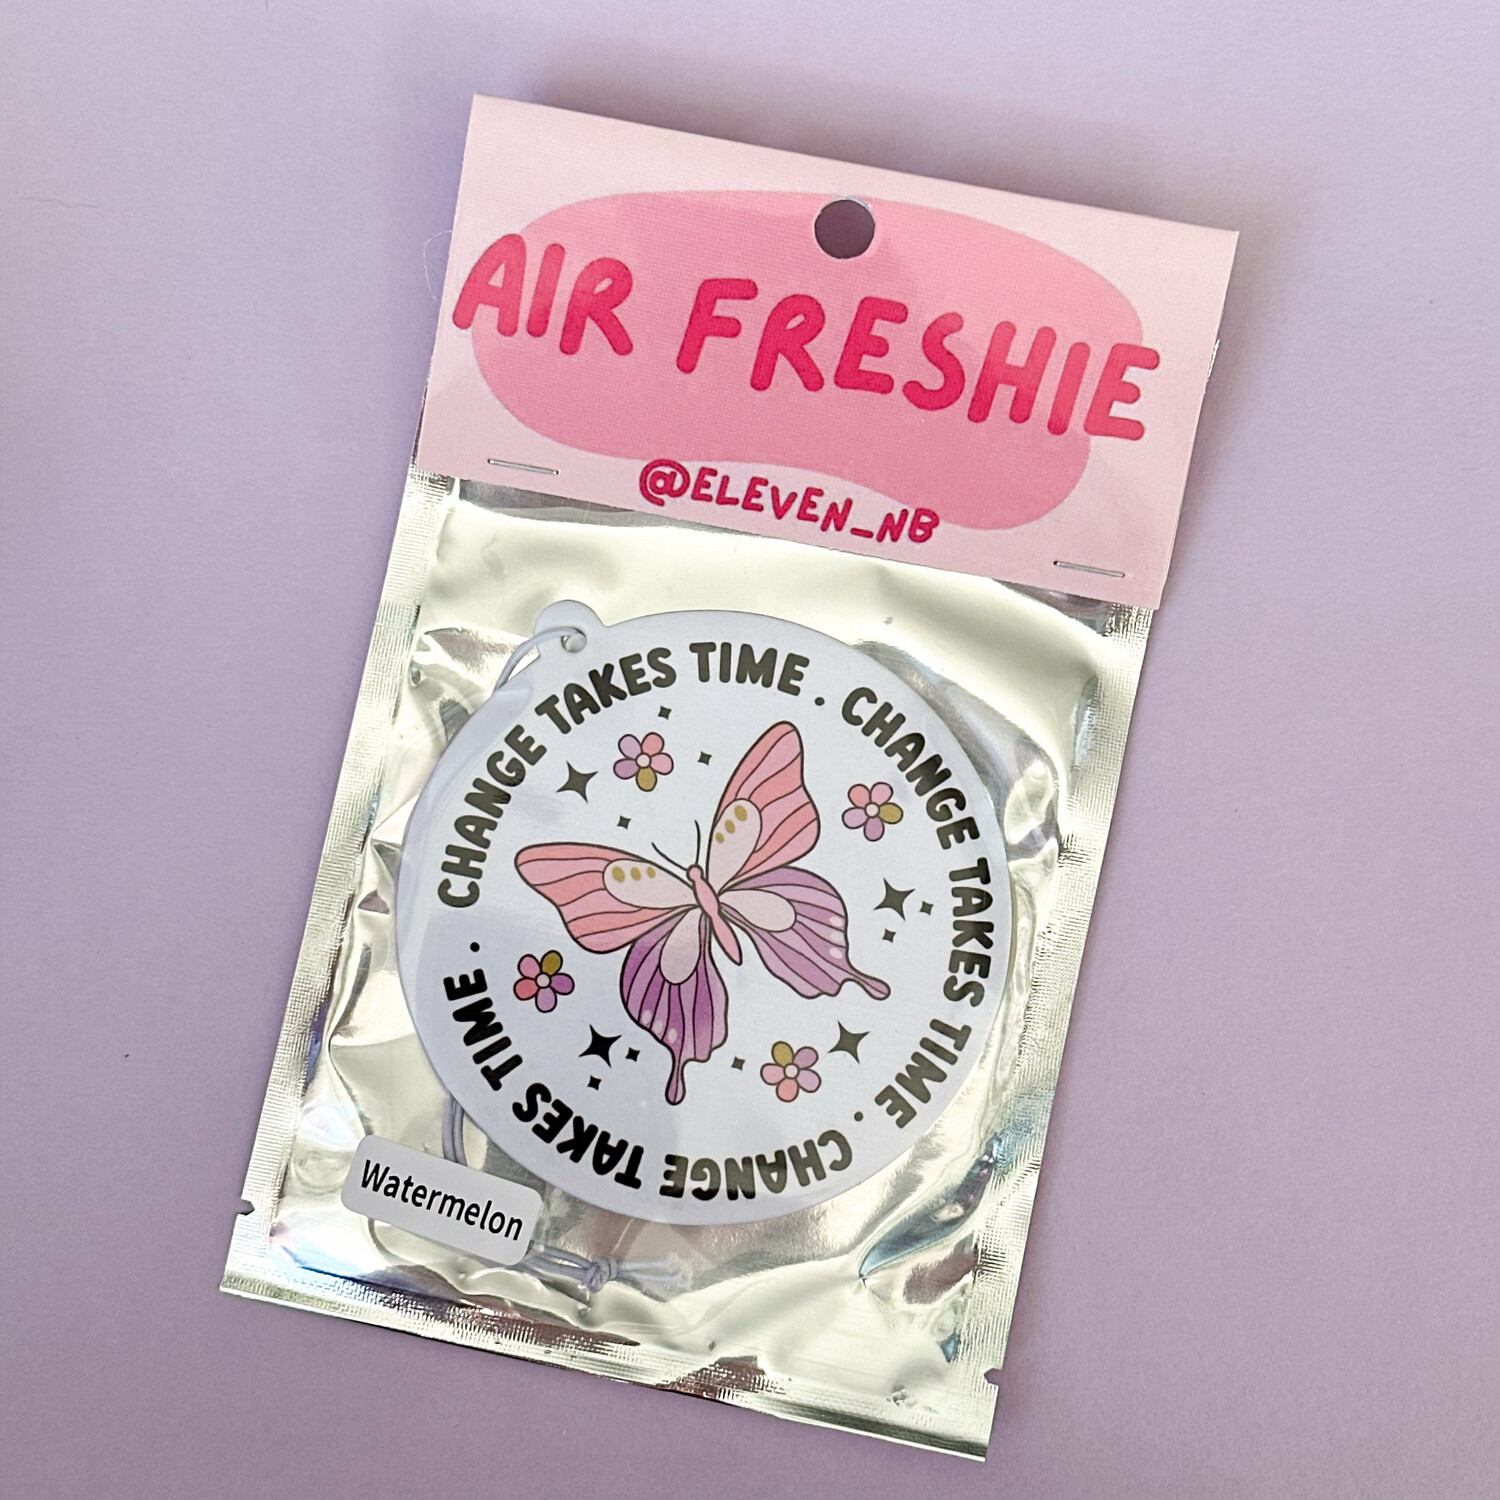 AIR FRESHIE
@ELEVEN_NB
CHANGE TAKES TIME . CHANGE TAKES TIME . CHANGE TAKES TIME .
Watermelon